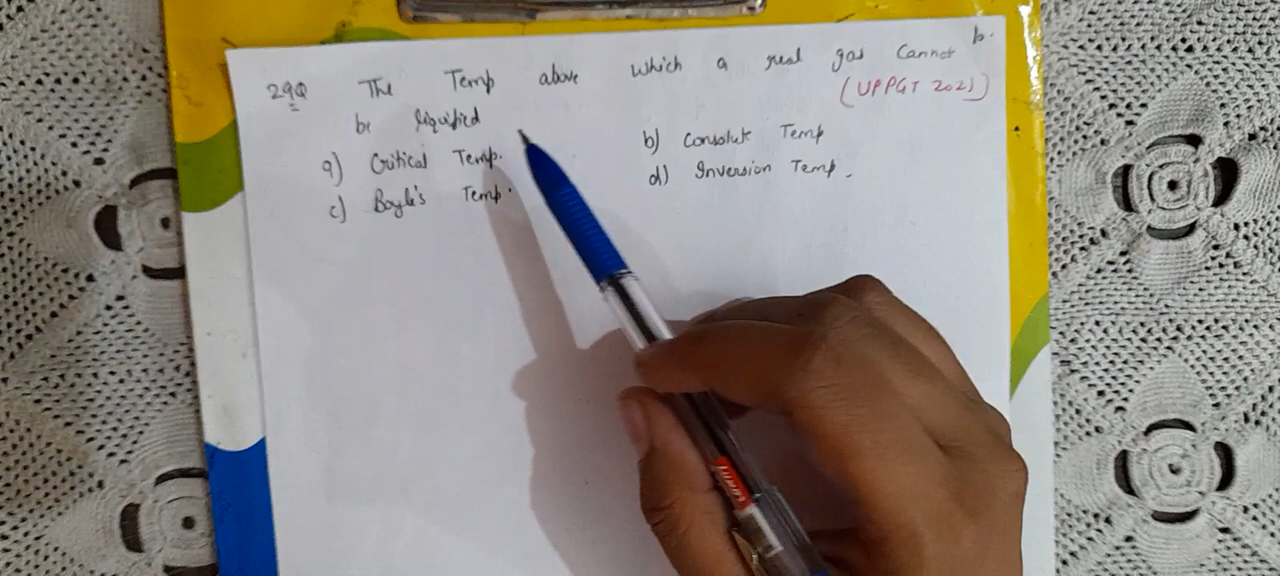 29Q The Temp above which a real gas Cannot b.
be liquified (UPPGT 2021)
a) Critical Temp. b) Consolute Temp
c) Boyle's Temp. d) Inversion Temp.